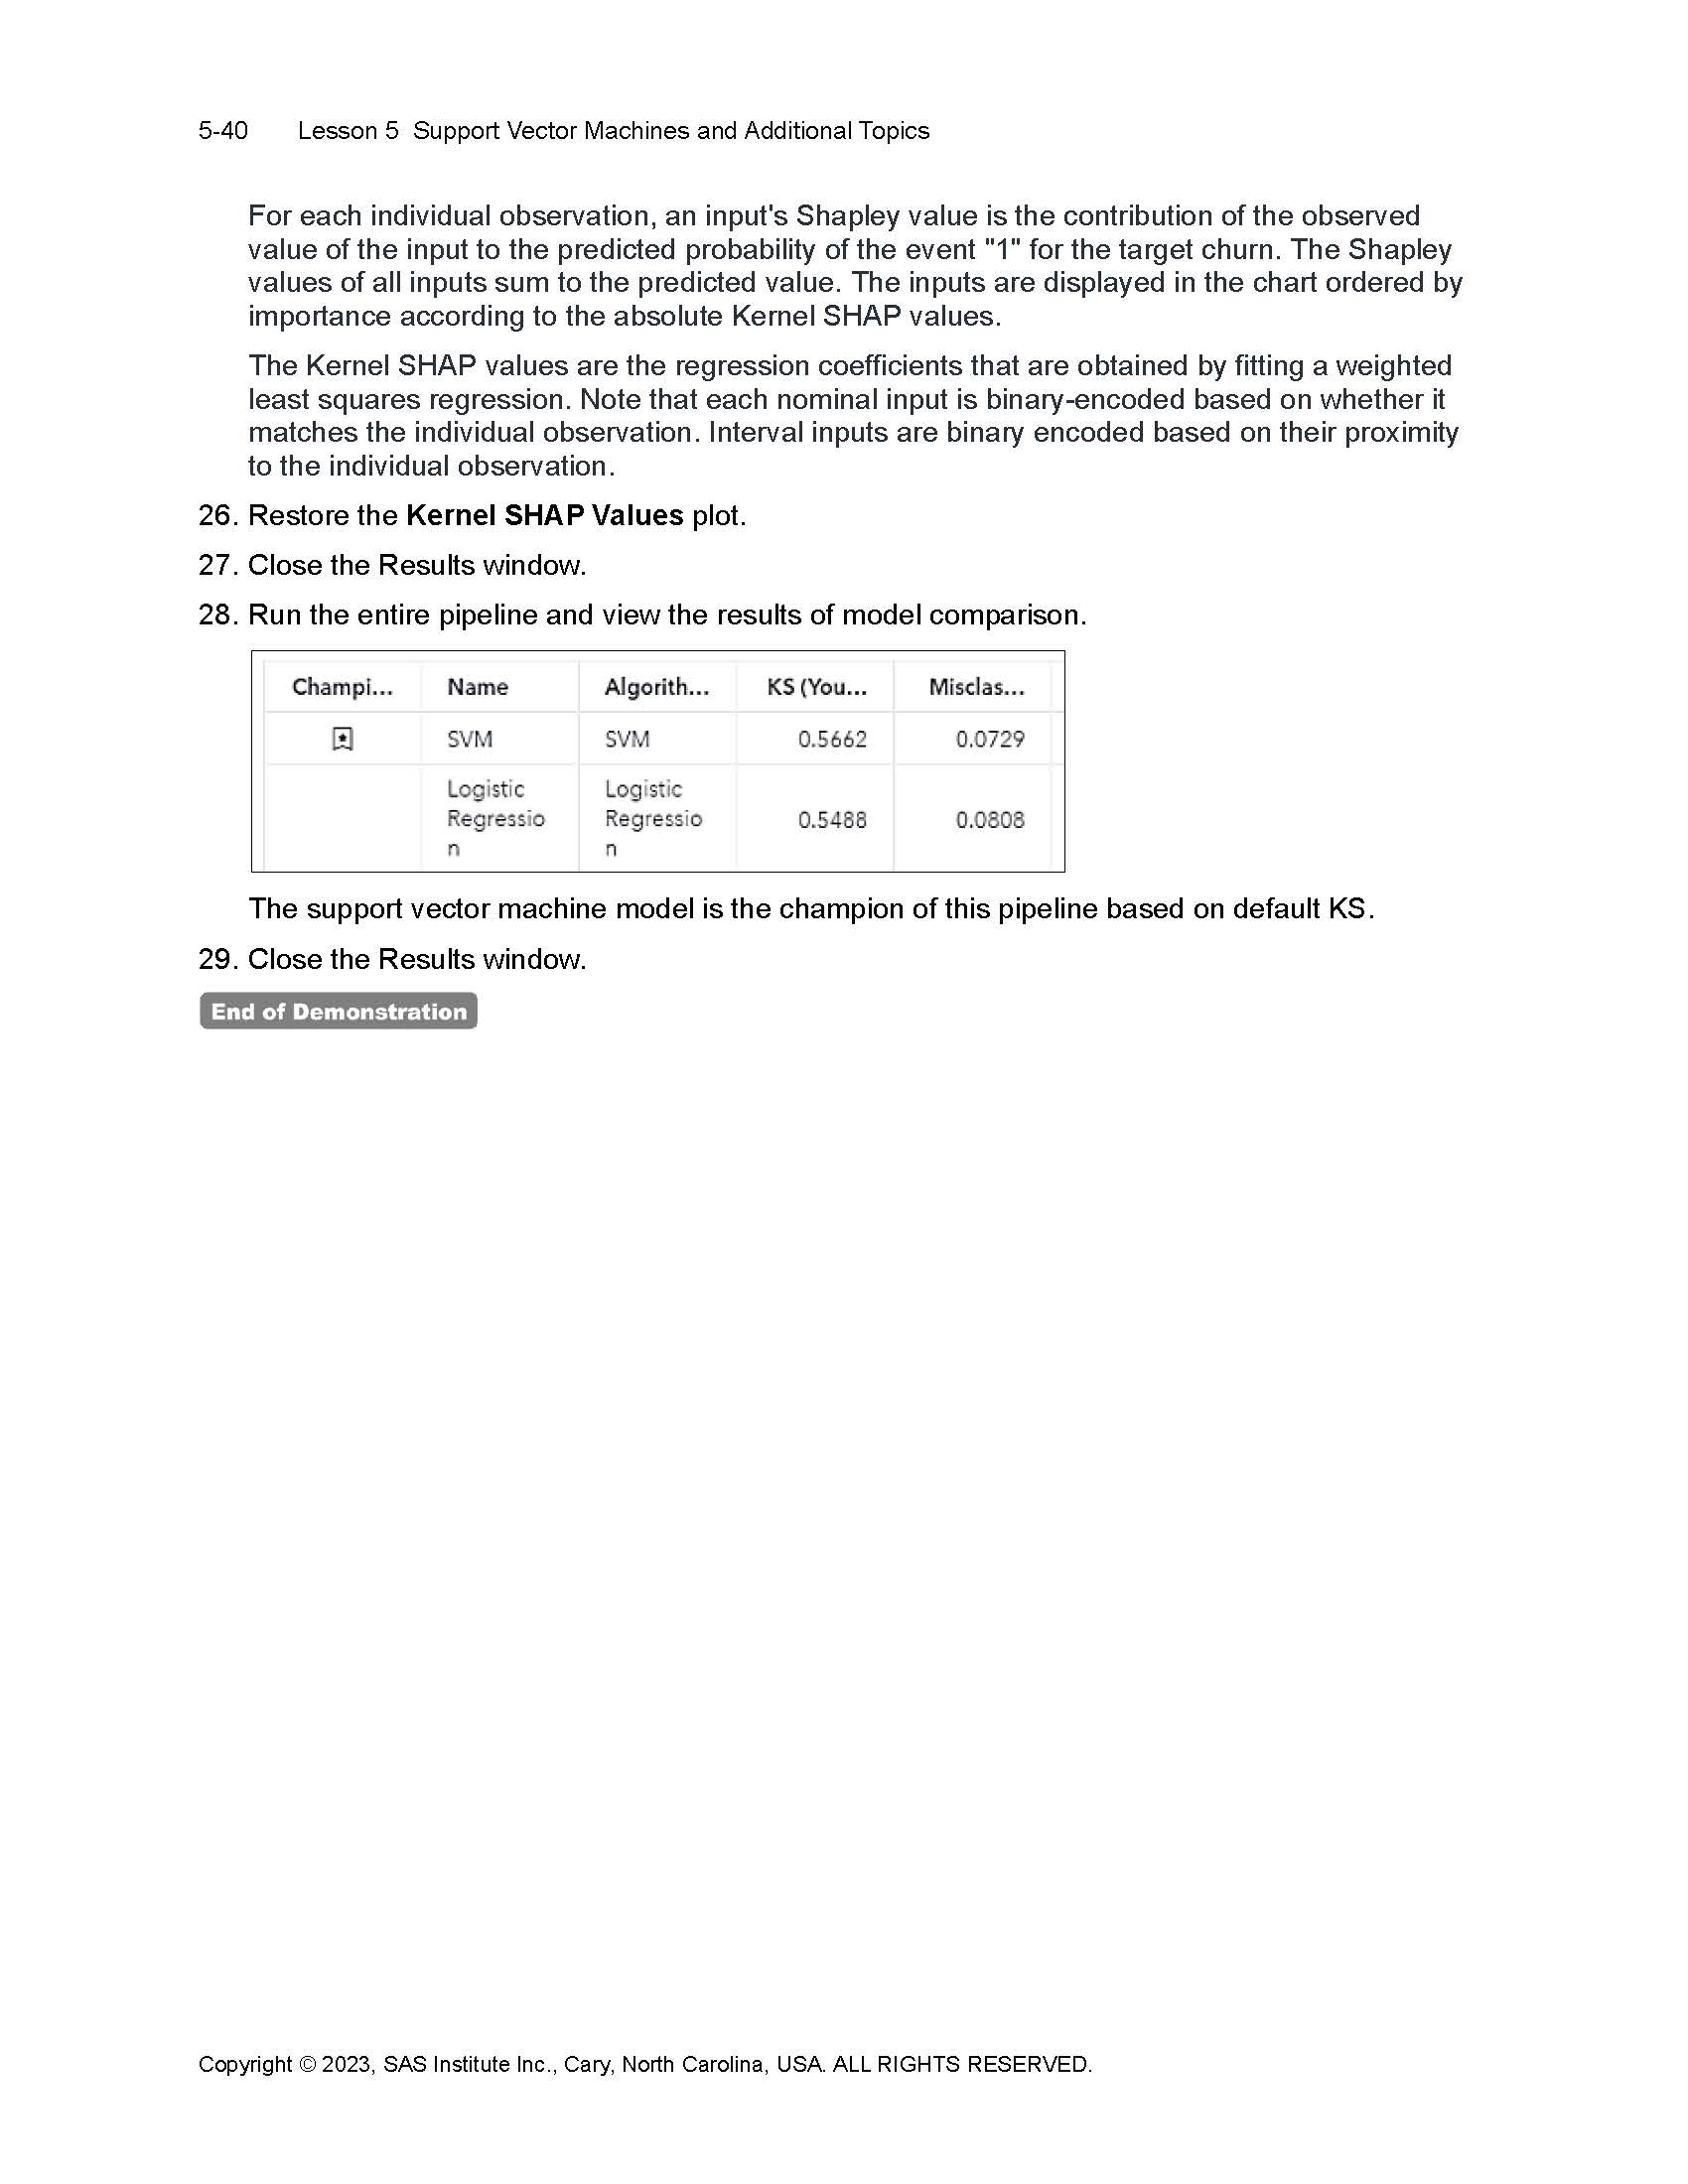 5-40 Lesson 5 Support Vector Machines and Additional Topics
For each individual observation, an input's Shapley value is the contribution of the observed
value of the input to the predicted probability of the event "1" for the target churn. The Shapley
values of all inputs sum to the predicted value. The inputs are displayed in the chart ordered by
importance according to the absolute Kernel SHAP values.
The Kernel SHAP values are the regression coefficients that are obtained by fitting a weighted
least squares regression. Note that each nominal input is binary-encoded based on whether it
matches the individual observation. Interval inputs are binary encoded based on their proximity
to the individual observation.
26. Restore the Kernel SHAP Values plot.
27. Close the Results window.
28. Run the entire pipeline and view the results of model comparison.
Champi... Name Algorith... KS (You... Misclas...
SVM SVM 0.5662 0.0729
Logistic Logistic
Regressio Regressio 0.5488 0.0808
n n
The support vector machine model is the champion of this pipeline based on default KS.
29. Close the Results window.
End of Demonstration
Copyright © 2023, SAS Institute Inc., Cary, North Carolina, USA. ALL RIGHTS RESERVED.